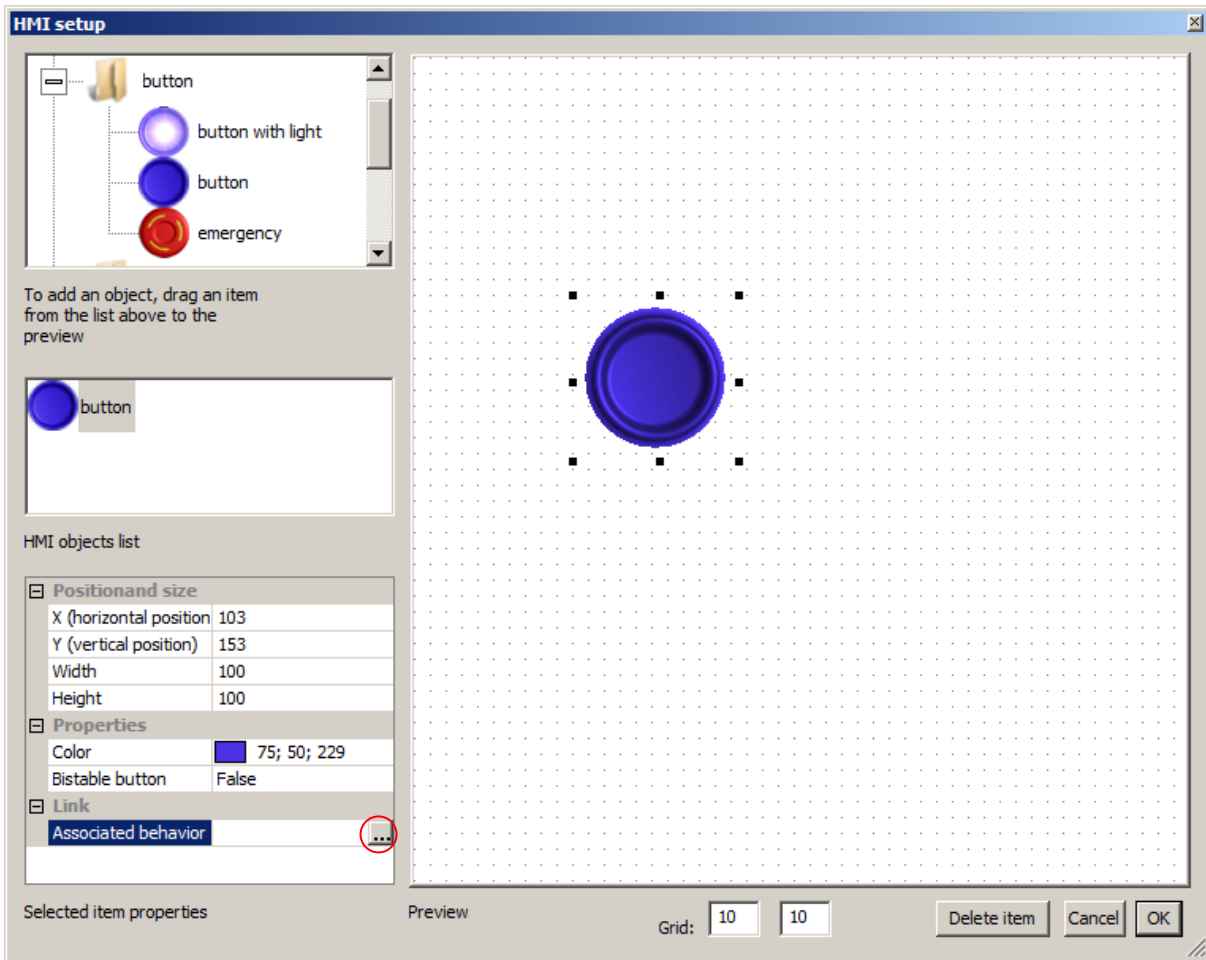 HMI setup
button
button with light
button
emergency
To add an object, drag an item
from the list above to the
preview
button
HMI objects list
Positionand size
X (horizontal position 103
Y (vertical position) 153
Width 100
Height 100
Properties
Color 75; 50; 229
Bistable button False
Link
Associated behavior ...
Selected item properties
Preview
Grid: 10 10
Delete item Cancel OK